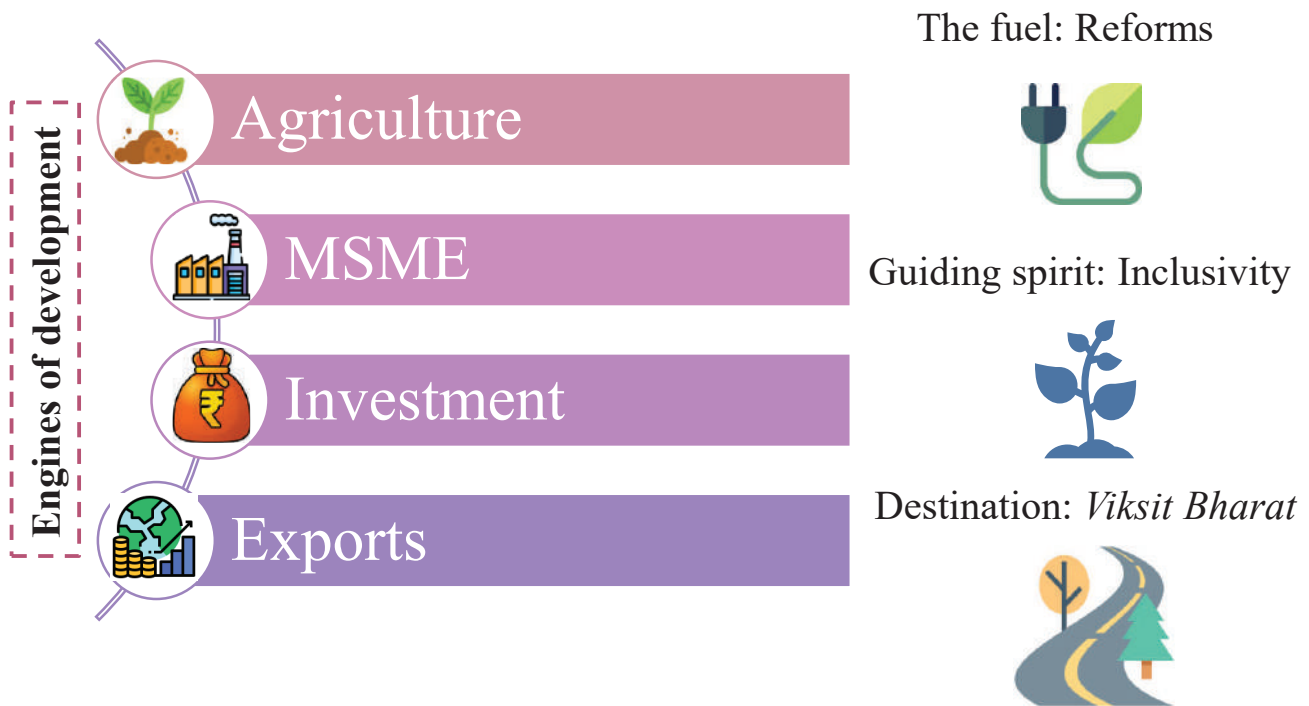 Engines of development
Agriculture
MSME
Investment
Exports
The fuel: Reforms
Guiding spirit: Inclusivity
Destination: Viksit Bharat